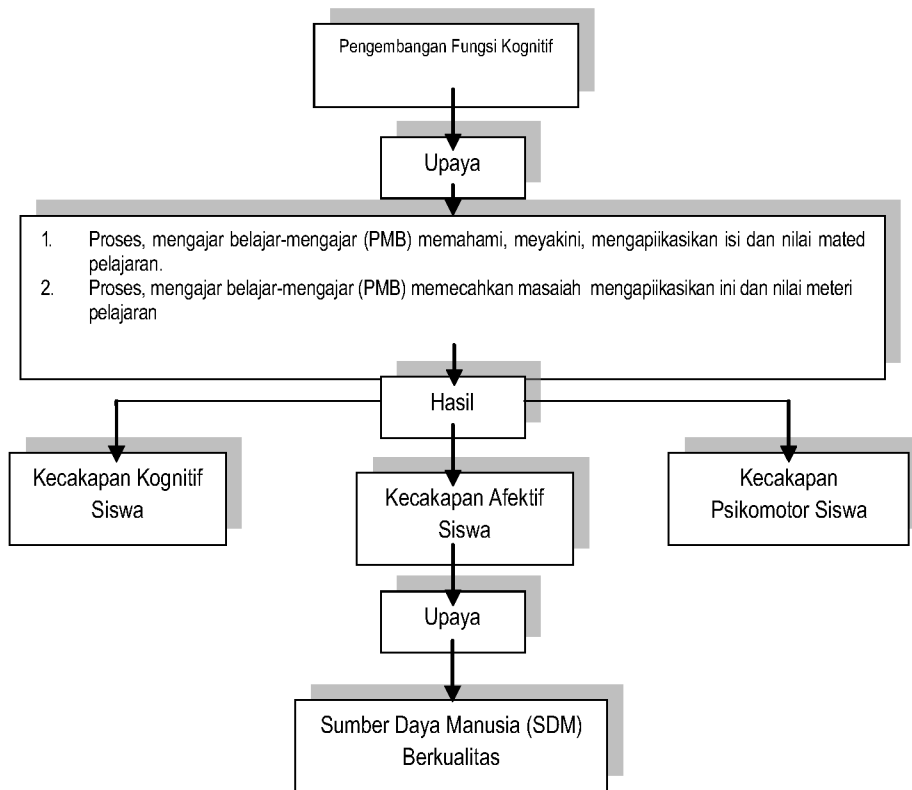 Pengembangan Fungsi Kognitif
Upaya
1. Proses, mengajar belajar-mengajar (PMB) memahami, meyakini, mengapiikasikan isi dan nilai mated
pelajaran.
2. Proses, mengajar belajar-mengajar (PMB) memecahkan masaiah mengapiikasikan ini dan nilai meteri
pelajaran
Hasil
Kecakapan Kognitif
Siswa
Kecakapan Afektif
Siswa
Kecakapan
Psikomotor Siswa
Upaya
Sumber Daya Manusia (SDM)
Berkualitas